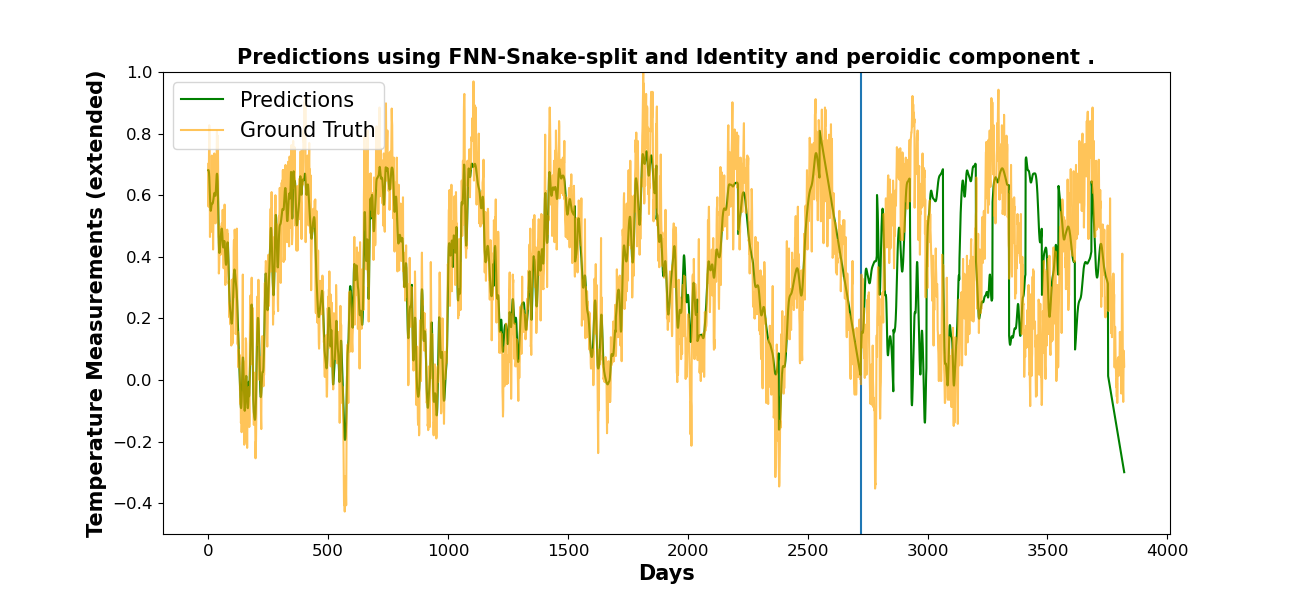 Predictions using FNN-Snake-split and Identity and peroidic component .
Temperature Measurements (extended)
1.0
0.8
0.6
0.4
0.2
0.0
−0.2
−0.4
Predictions
Ground Truth
0 500 1000 1500 2000 2500 3000 3500 4000
Days